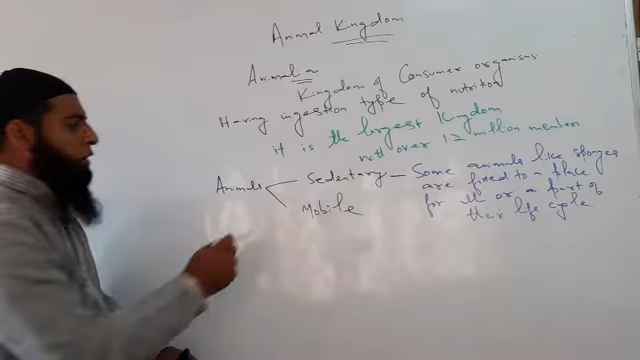 Animal Kingdom
Animalia
Kingdom of Consumer organisms
Having ingestion type of nutrition
it is the largest Kingdom
with over 12 million members
Animals Sedentary – Some animals like sponges
are fixed to a place
Mobile for all or a part of
their life cycle